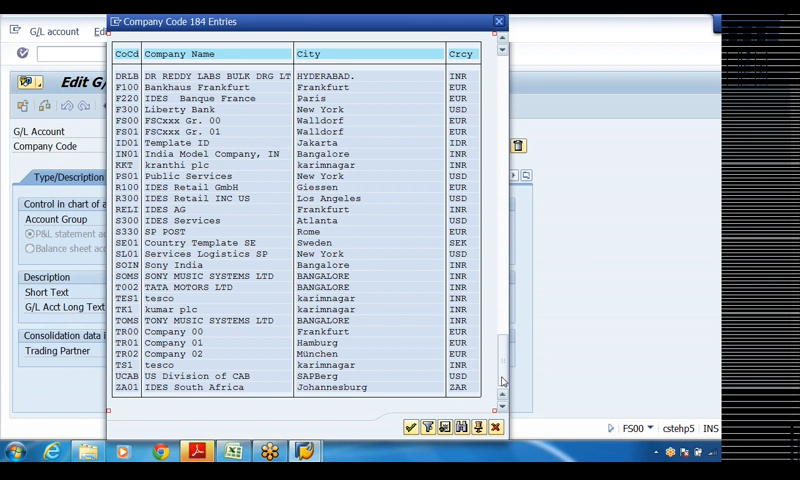 Company Code 184 Entries
G/L account
Edit G/
G/L Account
Company Code
Type/Description
Control in chart of a
Account Group
P&L statement ac
Balance sheet acc
Description
Short Text
G/L Acct Long Text
Consolidation data i
Trading Partner
CoCd Company Name City Crcy
DRLB DR REDDY LABS BULK DRG LT HYDERABAD. INR
F100 Bankhaus Frankfurt Frankfurt EUR
F220 IDES Banque France Paris EUR
F300 Liberty Bank New York USD
FS00 FSCxxx Gr. 00 Walldorf EUR
FS01 FSCxxx Gr. 01 Walldorf EUR
ID01 Template ID Jakarta IDR
IN01 India Model Company, IN Bangalore INR
KKT kranthi plc karimnagar INR
PS01 Public Services New York USD
R100 IDES Retail GmbH Giessen EUR
R300 IDES Retail INC US Los Angeles USD
RELI IDES AG Frankfurt INR
S300 IDES Services Atlanta USD
S330 SP POST Rome EUR
SE01 Country Template SE Sweden SEK
SL01 Services Logistics SP New York USD
SOIN Sony India Bangalore INR
SOMS SONY MUSIC SYSTEMS LTD BANGALORE INR
T002 TATA MOTORS LTD BANGALORE INR
TES1 tesco karimnagar INR
TK1 kumar plc karimnagar INR
TOMS TONY MUSIC SYSTEMS LTD BANGALORE INR
TR00 Company 00 Frankfurt EUR
TR01 Company 01 Hamburg EUR
TR02 Company 02 München EUR
TS1 tesco karimnagar INR
UCAB US Division of CAB SAPBerg USD
ZA01 IDES South Africa Johannesburg ZAR
FS00 cstehp5 INS